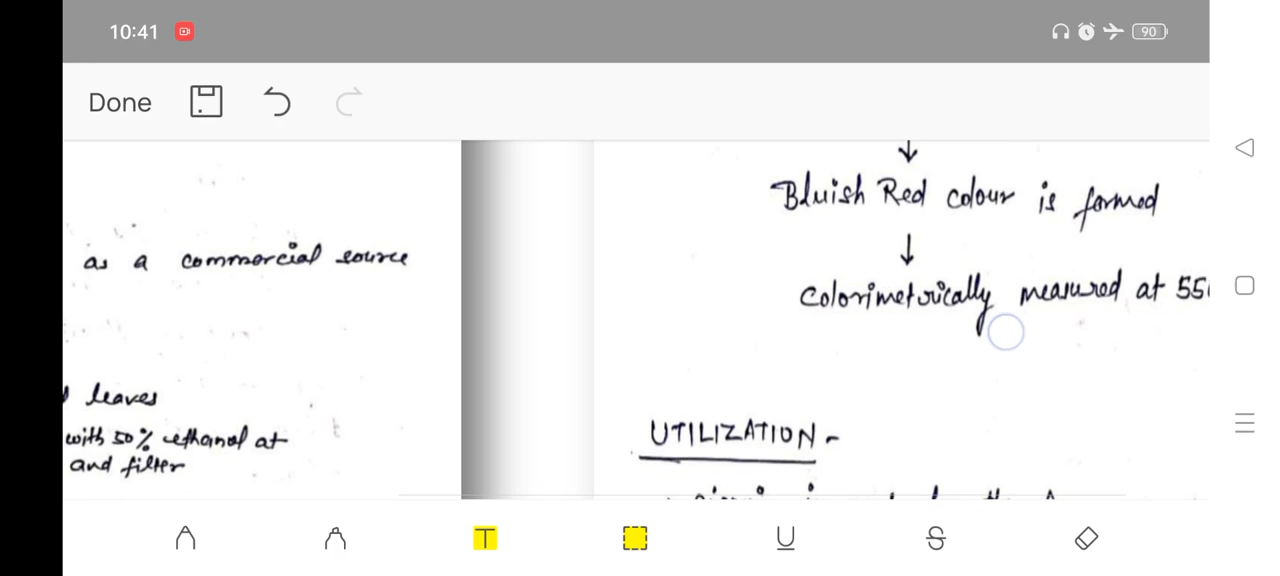 10:41
90
Done
as a commercial source
leaves
with 50% ethanol at
and filter
Bluish Red colour is formed
Colorimetrically measured at 55
UTILIZATION -
T
U
S